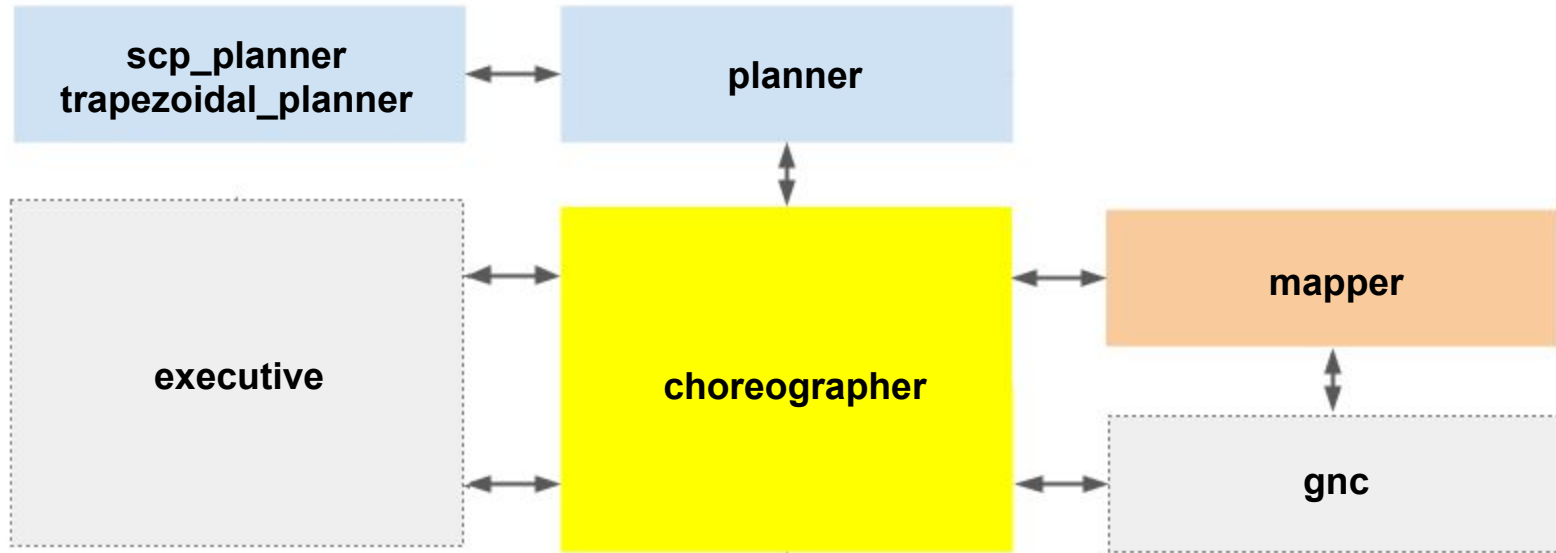 scp_planner
trapezoidal_planner
planner
executive
choreographer
mapper
gnc